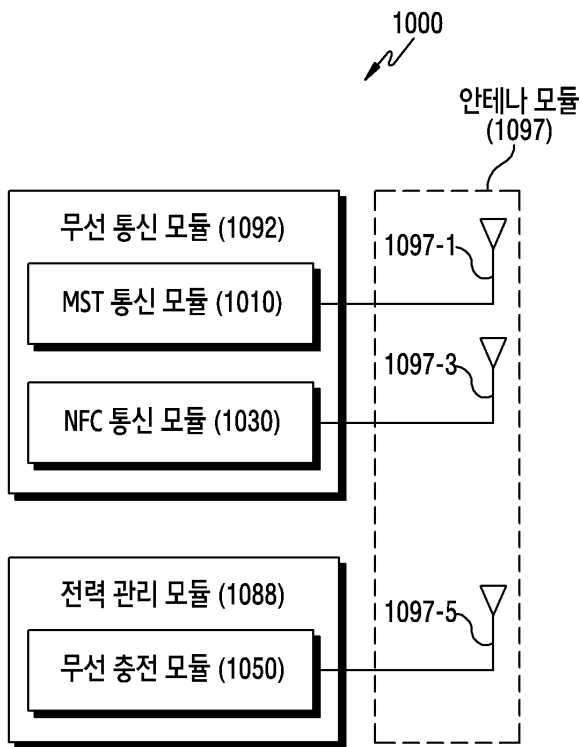 1000
안테나 모듈
(1097)
무선 통신 모듈 (1092)
1097-1
MST 통신 모듈 (1010)
1097-3
NFC 통신 모듈 (1030)
전력 관리 모듈 (1088)
1097-5
무선 충전 모듈 (1050)